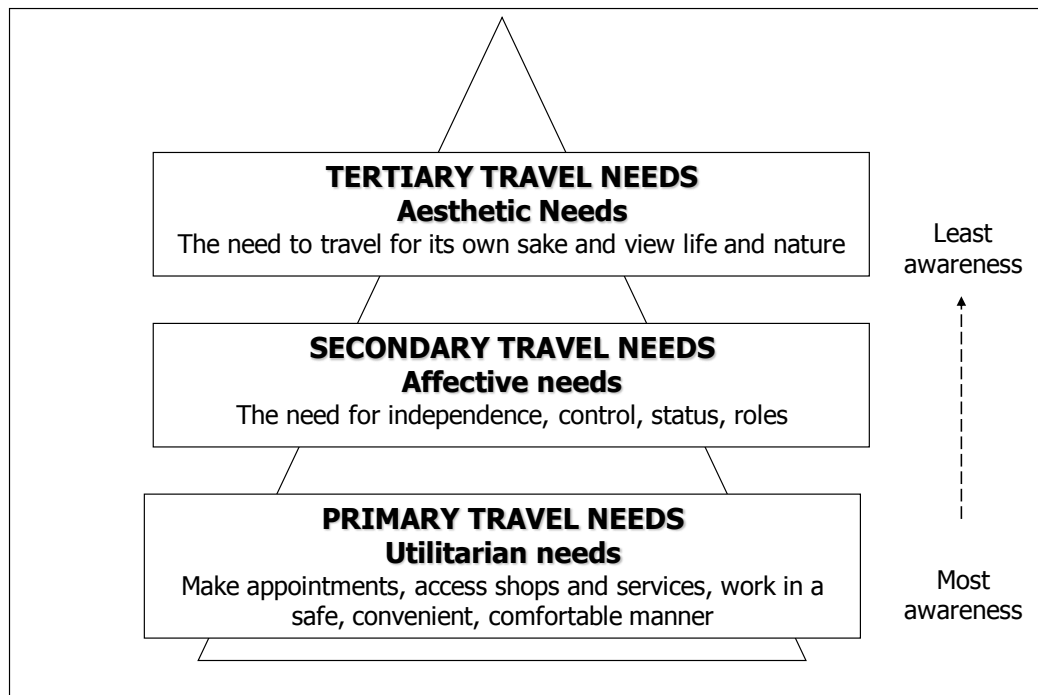 TERTIARY TRAVEL NEEDS
Aesthetic Needs
The need to travel for its own sake and view life and nature
Least
awareness
SECONDARY TRAVEL NEEDS
Affective needs
The need for independence, control, status, roles
PRIMARY TRAVEL NEEDS
Utilitarian needs
Make appointments, access shops and services, work in a
safe, convenient, comfortable manner
Most
awareness